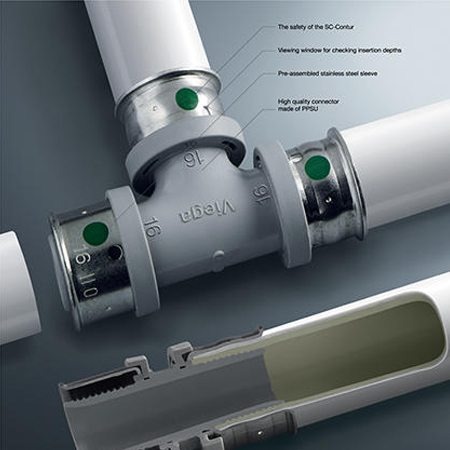 The safety of the SC-Contur
Viewing window for checking insertion depths
Pre-assembled stainless steel sleeve
High quality connector
made of PPSU
16
16
Viega
16